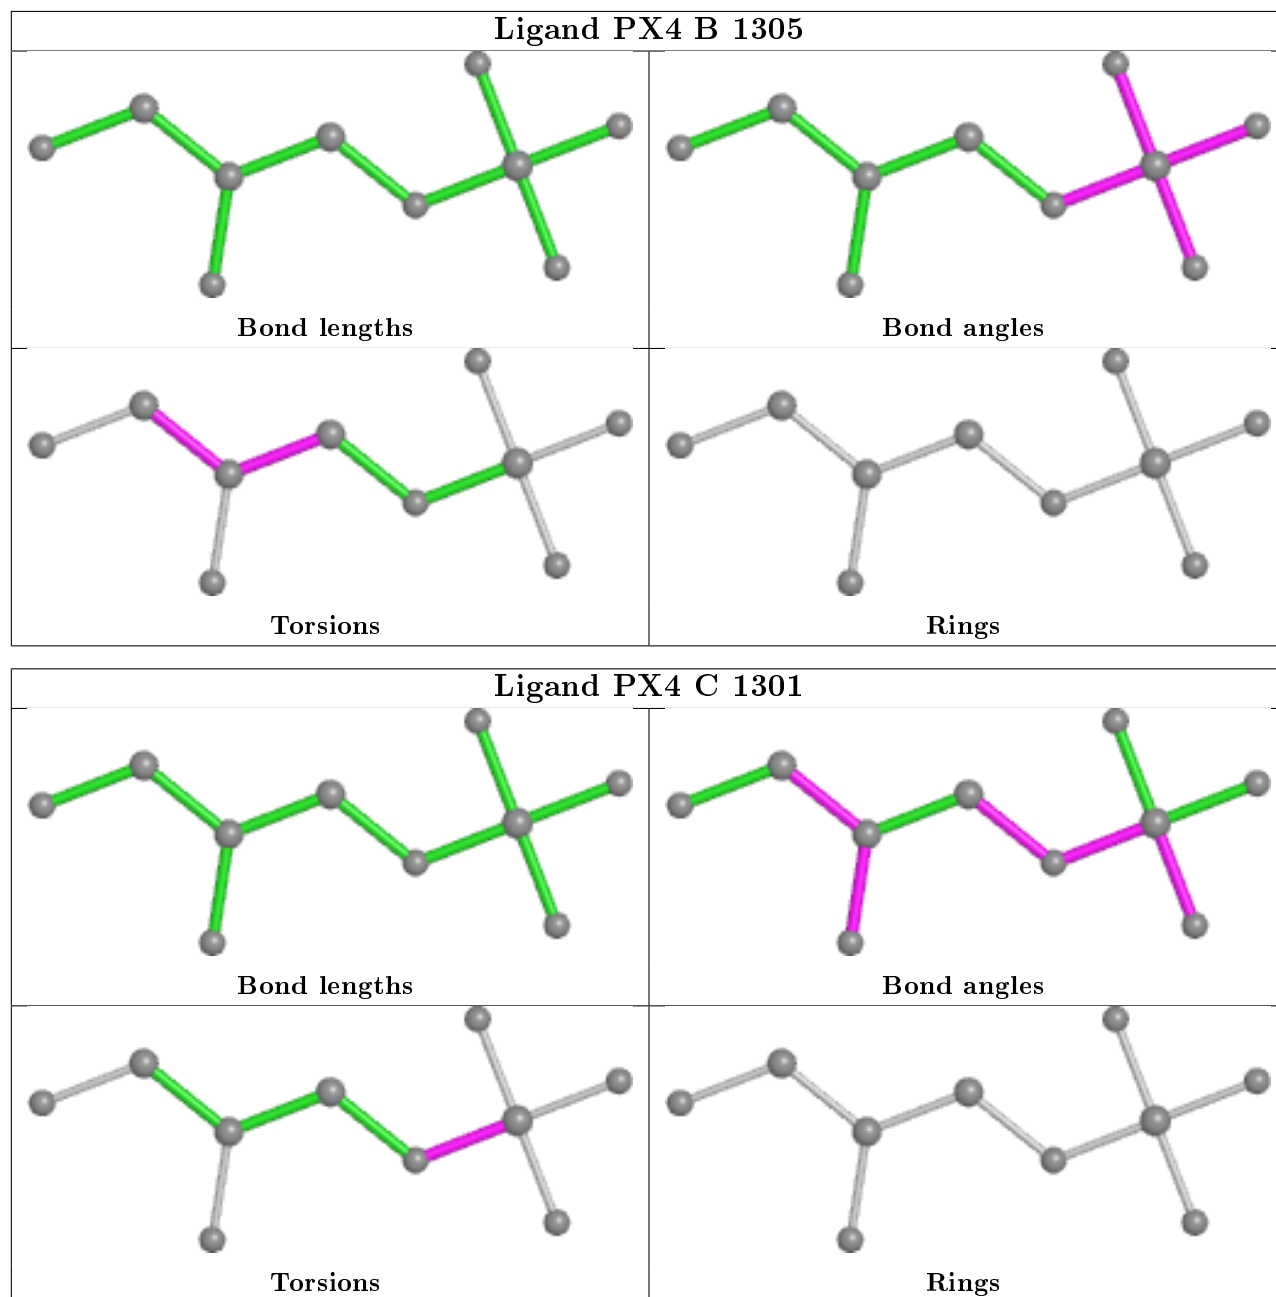 Ligand PX4 B 1305
Bond lengths
Bond angles
Torsions
Rings
Ligand PX4 C 1301
Bond lengths
Bond angles
Torsions
Rings